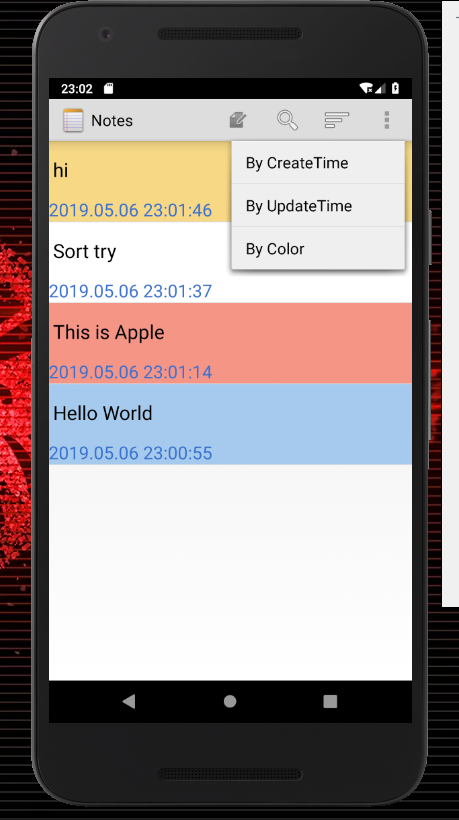 23:02
Notes
By CreateTime
By UpdateTime
By Color
hi
2019.05.06 23:01:46
Sort try
2019.05.06 23:01:37
This is Apple
2019.05.06 23:01:14
Hello World
2019.05.06 23:00:55